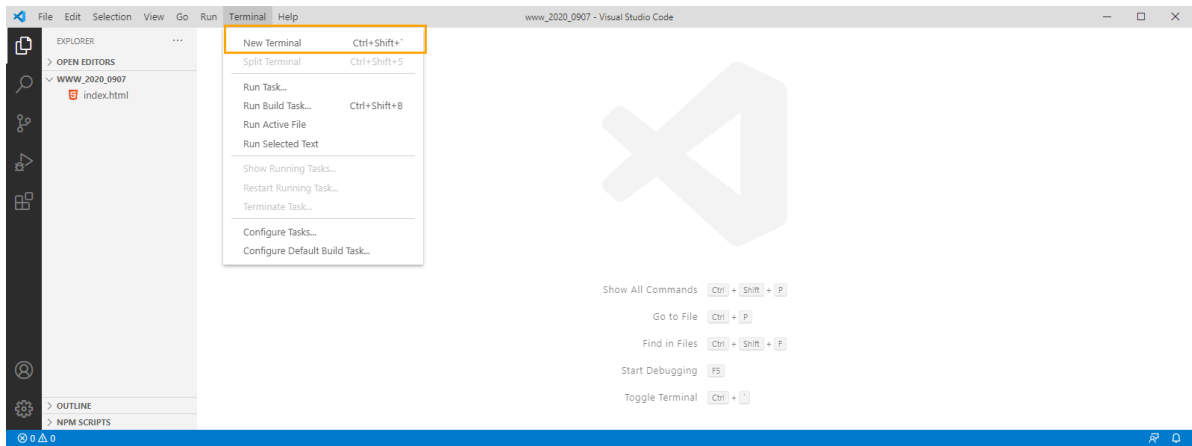 File Edit Selection View Go Run Terminal Help www_2020_0907 - Visual Studio Code
EXPLORER
OPEN EDITORS
WWW_2020_0907
index.html
OUTLINE
NPM SCRIPTS
New Terminal Ctrl+Shift+`
Split Terminal Ctrl+Shift+5
Run Task...
Run Build Task... Ctrl+Shift+B
Run Active File
Run Selected Text
Show Running Tasks...
Restart Running Task...
Terminate Task...
Configure Tasks...
Configure Default Build Task...
Show All Commands Ctrl + Shift + P
Go to File Ctrl + P
Find in Files Ctrl + Shift + F
Start Debugging F5
Toggle Terminal Ctrl + `
0 0